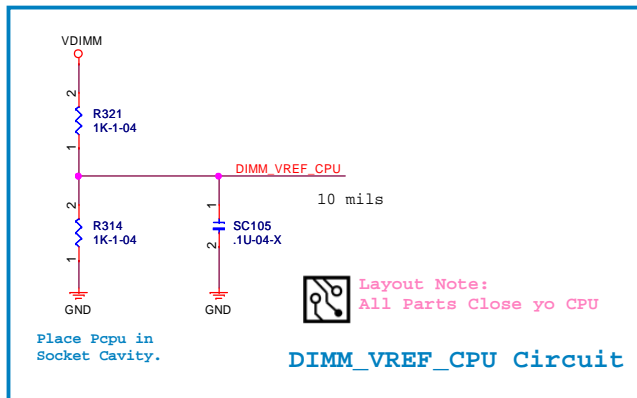 VDIMM
2
R321
1K-1-04
1
DIMM_VREF_CPU
10 mils
2
R314
1K-1-04
1
1
SC105
.1U-04-X
2
GND
GND
Layout Note:
All Parts Close yo CPU
Place Pcpu in
Socket Cavity.
DIMM_VREF_CPU Circuit